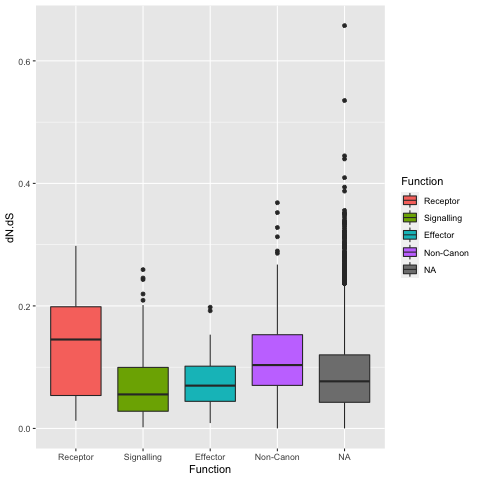 dN.dS
0.6
0.4
0.2
0.0
Receptor Signalling Effector Non-Canon NA
Function
Function
Receptor
Signalling
Effector
Non-Canon
NA